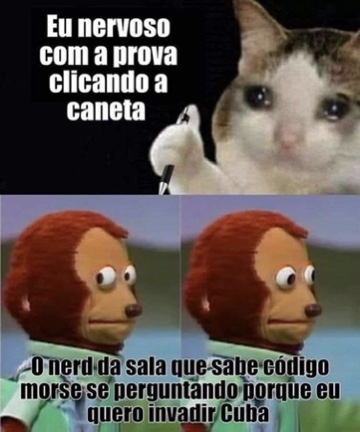 Eu nervoso
com a prova
clicando a
caneta
O nerd da sala que sabe código
morse se perguntando porque eu
quero invadir Cuba